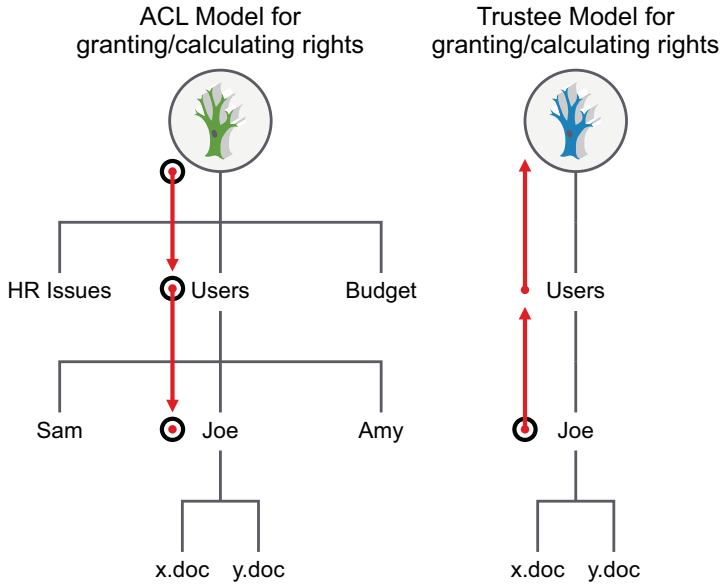 ACL Model for
granting/calculating rights
Trustee Model for
granting/calculating rights
HR Issues
Users
Budget
Users
Sam
Joe
Amy
Joe
x.doc
y.doc
x.doc
y.doc